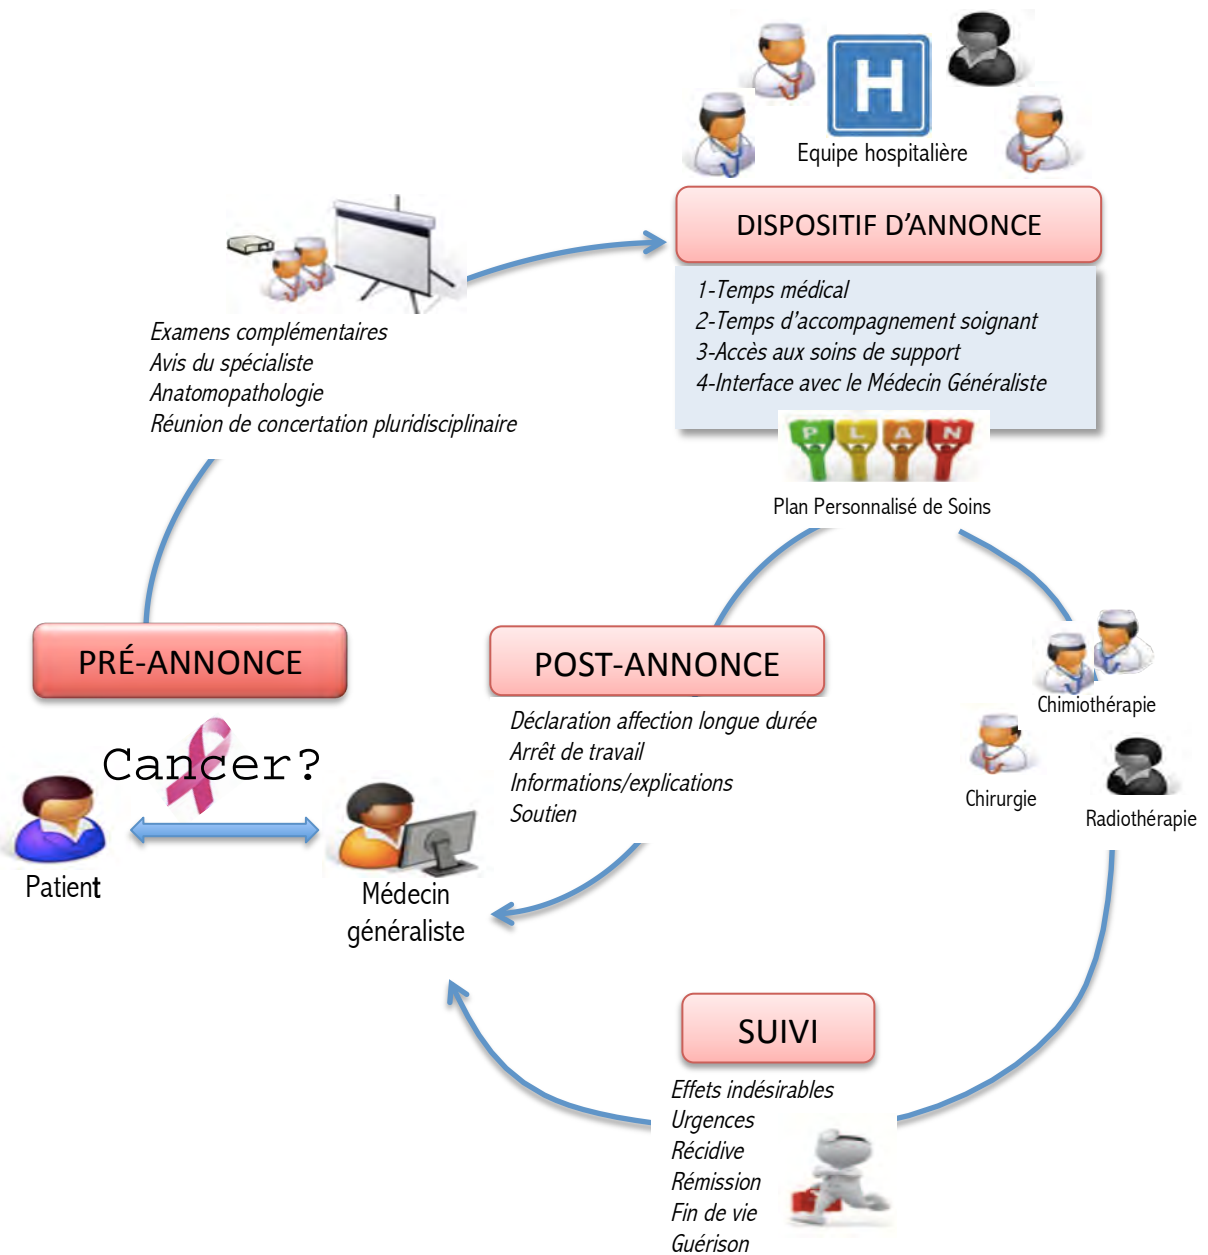 H
Equipe hospitalière
DISPOSITIF D’ANNONCE
1-Temps médical
2-Temps d’accompagnement soignant
3-Accès aux soins de support
4-Interface avec le Médecin Généraliste
PLAN
Plan Personnalisé de Soins
Examens complémentaires
Avis du spécialiste
Anatomopathologie
Réunion de concertation pluridisciplinaire
PRÉ-ANNONCE
Cancer?
Patient
Médecin
généraliste
POST-ANNONCE
Déclaration affection longue durée
Arrêt de travail
Informations/explications
Soutien
Chimiothérapie
Chirurgie
Radiothérapie
SUIVI
Effets indésirables
Urgences
Récidive
Rémission
Fin de vie
Guérison